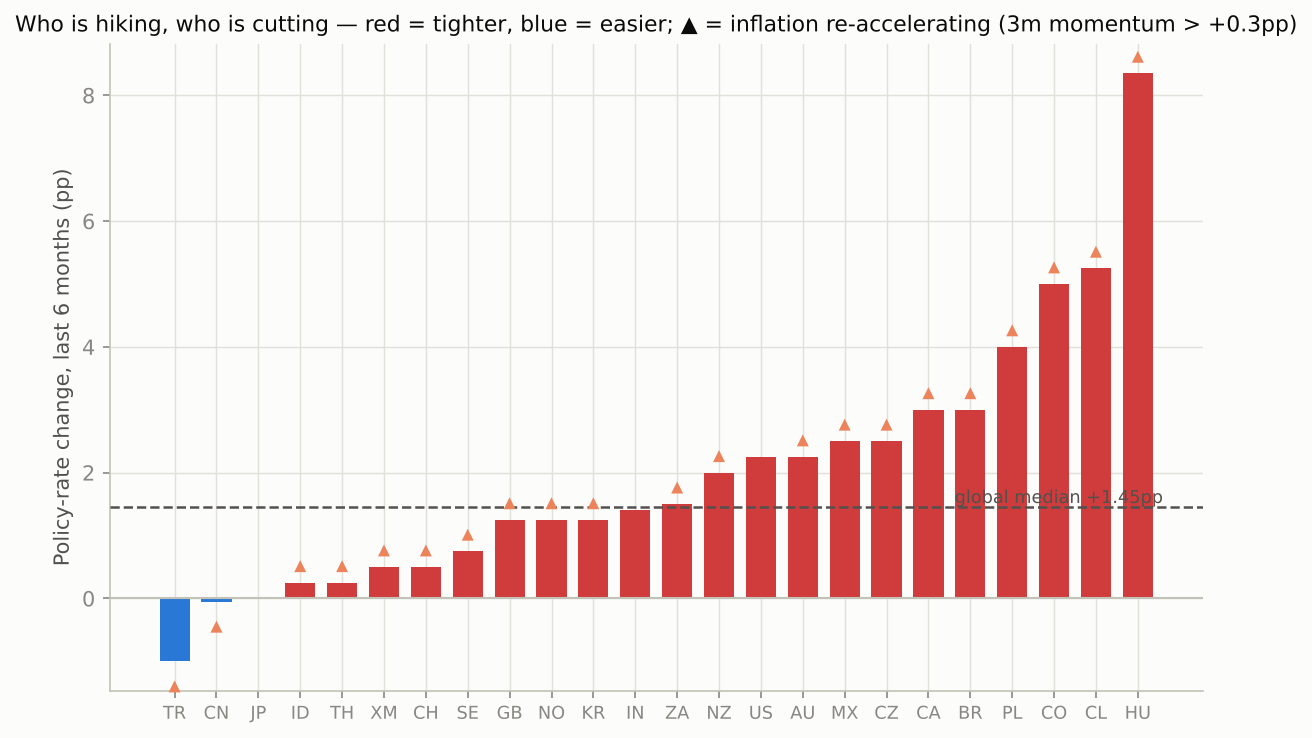 Who is hiking, who is cutting — red = tighter, blue = easier; ▲ = inflation re-accelerating (3m momentum > +0.3pp)
Policy-rate change, last 6 months (pp)
8
6
4
2
0
global median +1.45pp
TR CN JP ID TH XM CH SE GB NO KR IN ZA NZ US AU MX CZ CA BR PL CO CL HU